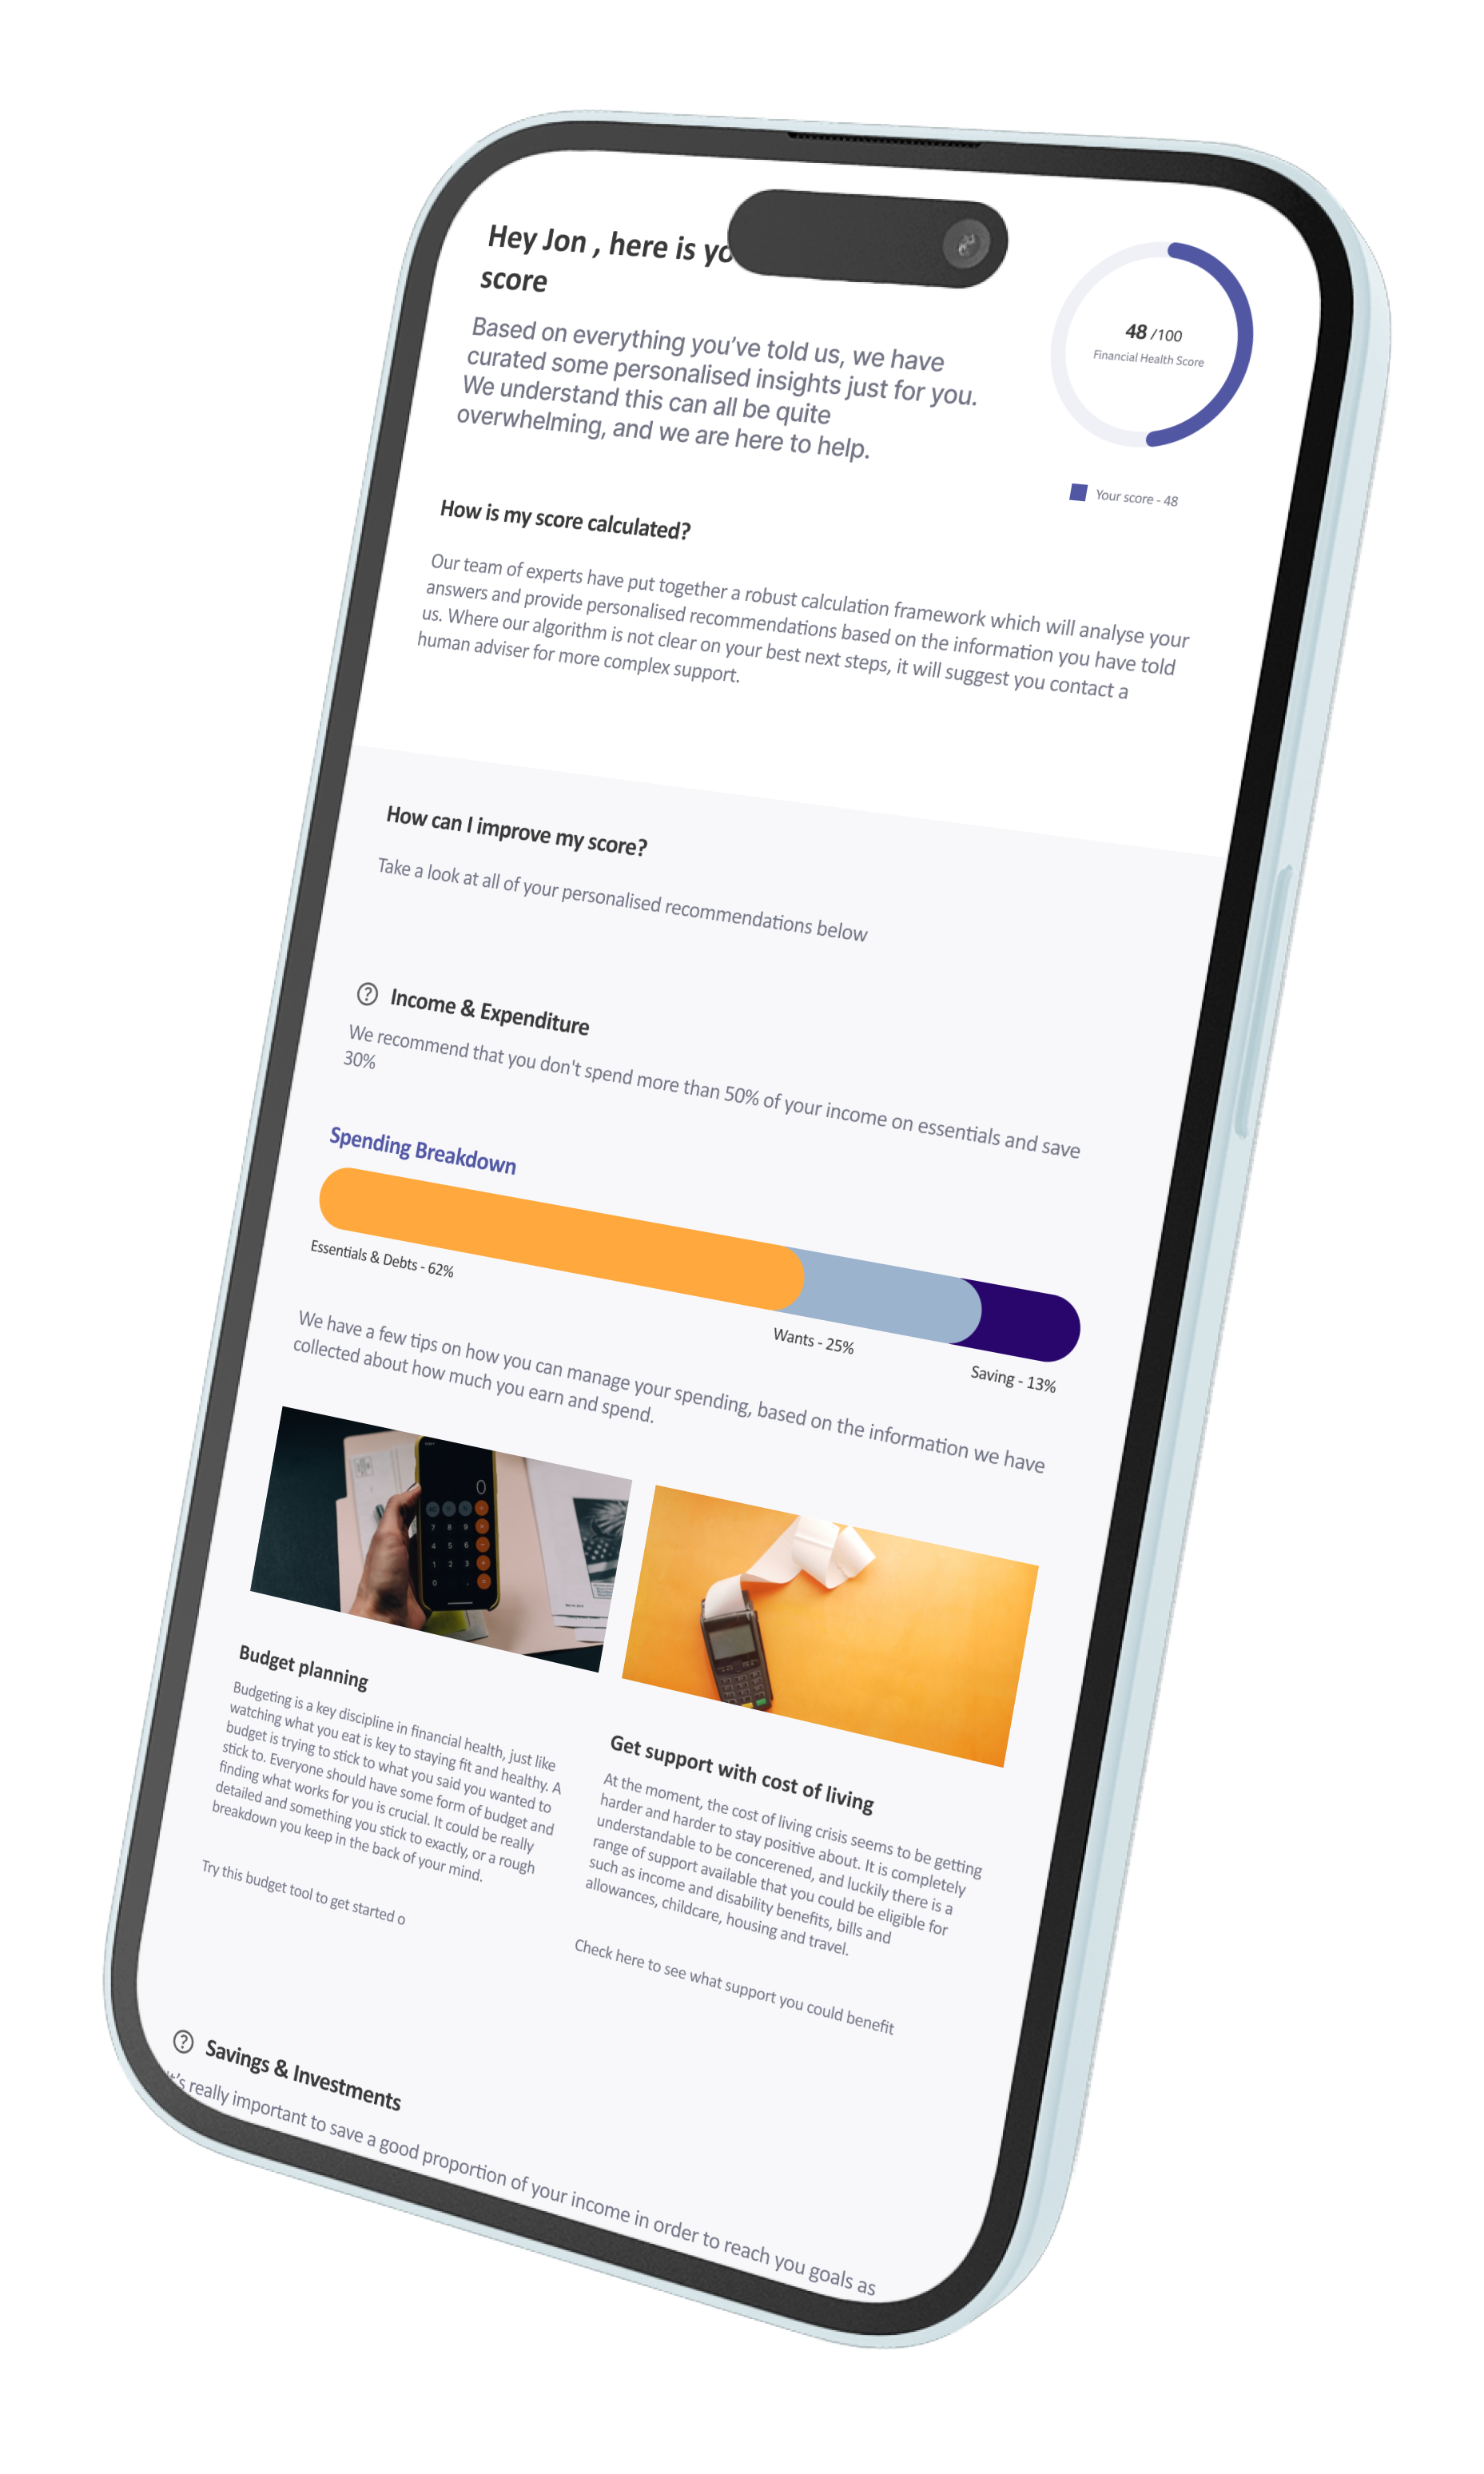 Hey Jon , here is yo
score
Based on everything you've told us, we have
curated some personalised insights just for you.
We understand this can all be quite
overwhelming, and we are here to help.
48 /100
Financial Health Score
Your score - 48
How is my score calculated?
Our team of experts have put together a robust calculation framework which will analyse your
answers and provide personalised recommendations based on the information you have told
us. Where our algorithm is not clear on your best next steps, it will suggest you contact a
human adviser for more complex support.
How can I improve my score?
Take a look at all of your personalised recommendations below
? Income & Expenditure
We recommend that you don't spend more than 50% of your income on essentials and save
30%
Spending Breakdown
Essentials & Debts - 62%
Wants - 25%
Saving - 13%
We have a few tips on how you can manage your spending, based on the information we have
collected about how much you earn and spend.
0
7 8 9
4 5 6
1 2 3
0 .
Budget planning
Budgeting is a key discipline in financial health, just like
watching what you eat is key to staying fit and healthy. A
budget is trying to stick to what you said you wanted to
stick to. Everyone should have some form of budget and
finding what works for you is crucial. It could be really
detailed and something you stick to exactly, or a rough
breakdown you keep in the back of your mind.
Try this budget tool to get started o
Get support with cost of living
At the moment, the cost of living crisis seems to be getting
harder and harder to stay positive about. It is completely
understandable to be concerened, and luckily there is a
range of support available that you could be eligible for
such as income and disability benefits, bills and
allowances, childcare, housing and travel.
Check here to see what support you could benefit
? Savings & Investments
t's really important to save a good proportion of your income in order to reach you goals as